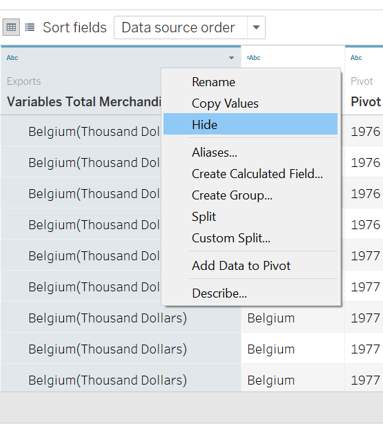 Sort fields Data source order
Abc =Abc Abc
Exports Pivot
Variables Total Merchandi Pivot
Rename
Copy Values
Hide
Aliases...
Create Calculated Field...
Create Group...
Split
Custom Split...
Add Data to Pivot
Describe...
Belgium(Thousand Dol 1976
Belgium(Thousand Dol 1976
Belgium(Thousand Dol 1976
Belgium(Thousand Dol 1976
Belgium(Thousand Dol 1977
Belgium(Thousand Dol 1977
Belgium(Thousand Dollars) Belgium 1977
Belgium(Thousand Dollars) Belgium 1977
Belgium(Thousand Dollars) Belgium 1977